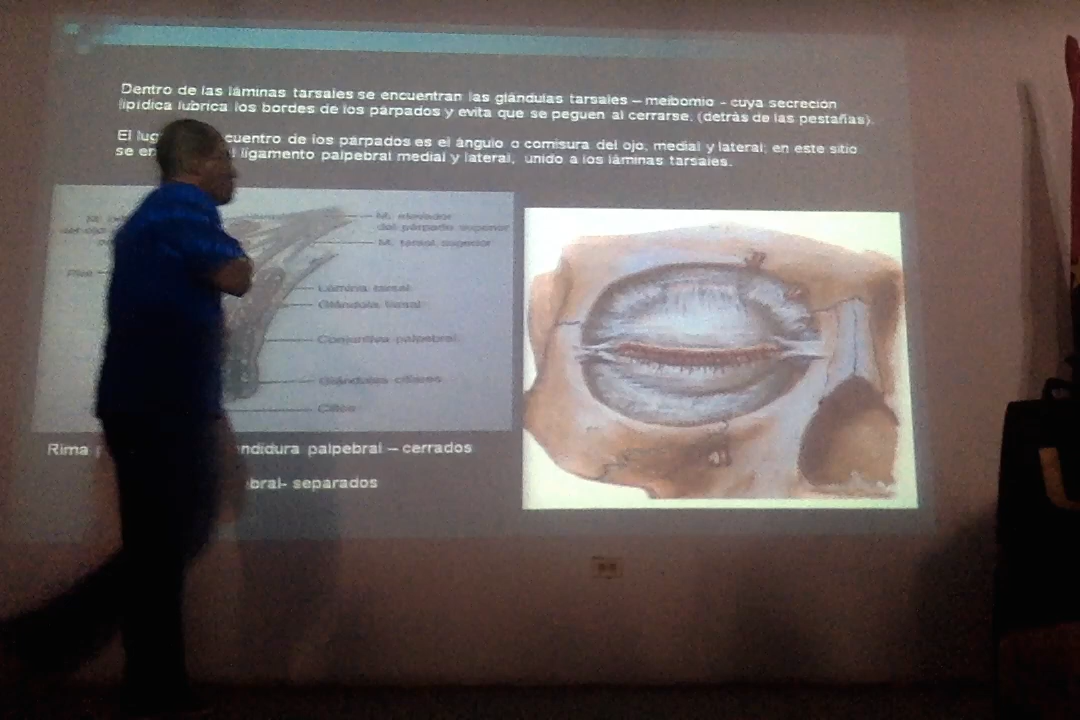 Dentro de las láminas tarsales se encuentran las glándulas tarsales – meibomio - cuya secreción
lipídica lubrica los bordes de los párpados y evita que se peguen al cerrarse. (detrás de las pestañas).
El lug cuentro de los párpados es el ángulo o comisura del ojo, medial y lateral; en este sitio
se en ligamento palpebral medial y lateral, unido a los láminas tarsales.
M. elevador
del párpado superior
M. tarsal superior
Piel
Lámina tarsal
Glándula tarsal
Conjuntiva palpebral
Glándulas ciliares
Cilios
Rima ndidura palpebral – cerrados
bral- separados